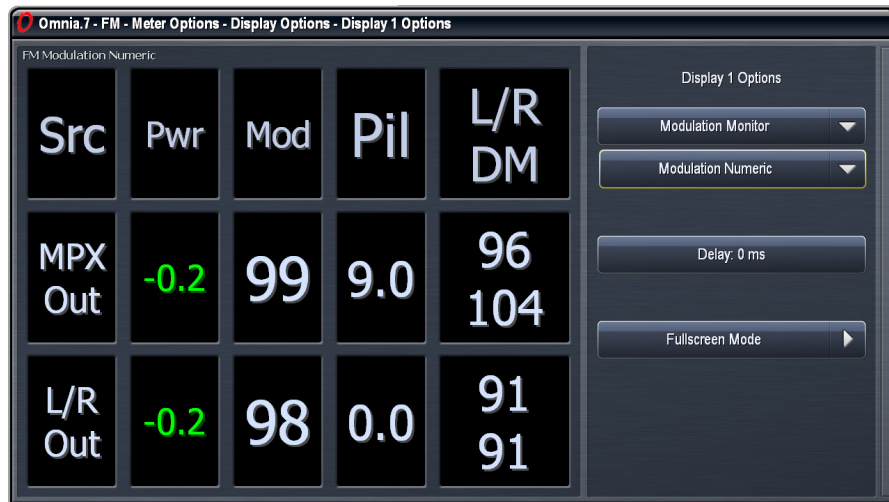 Omnia.7 - FM - Meter Options - Display Options - Display 1 Options
FM Modulation Numeric
Src
Pwr
Mod
Pil
L/R
DM
MPX
Out
-0.2
99
9.0
96
104
L/R
Out
-0.2
98
0.0
91
91
Display 1 Options
Modulation Monitor
Modulation Numeric
Delay: 0 ms
Fullscreen Mode